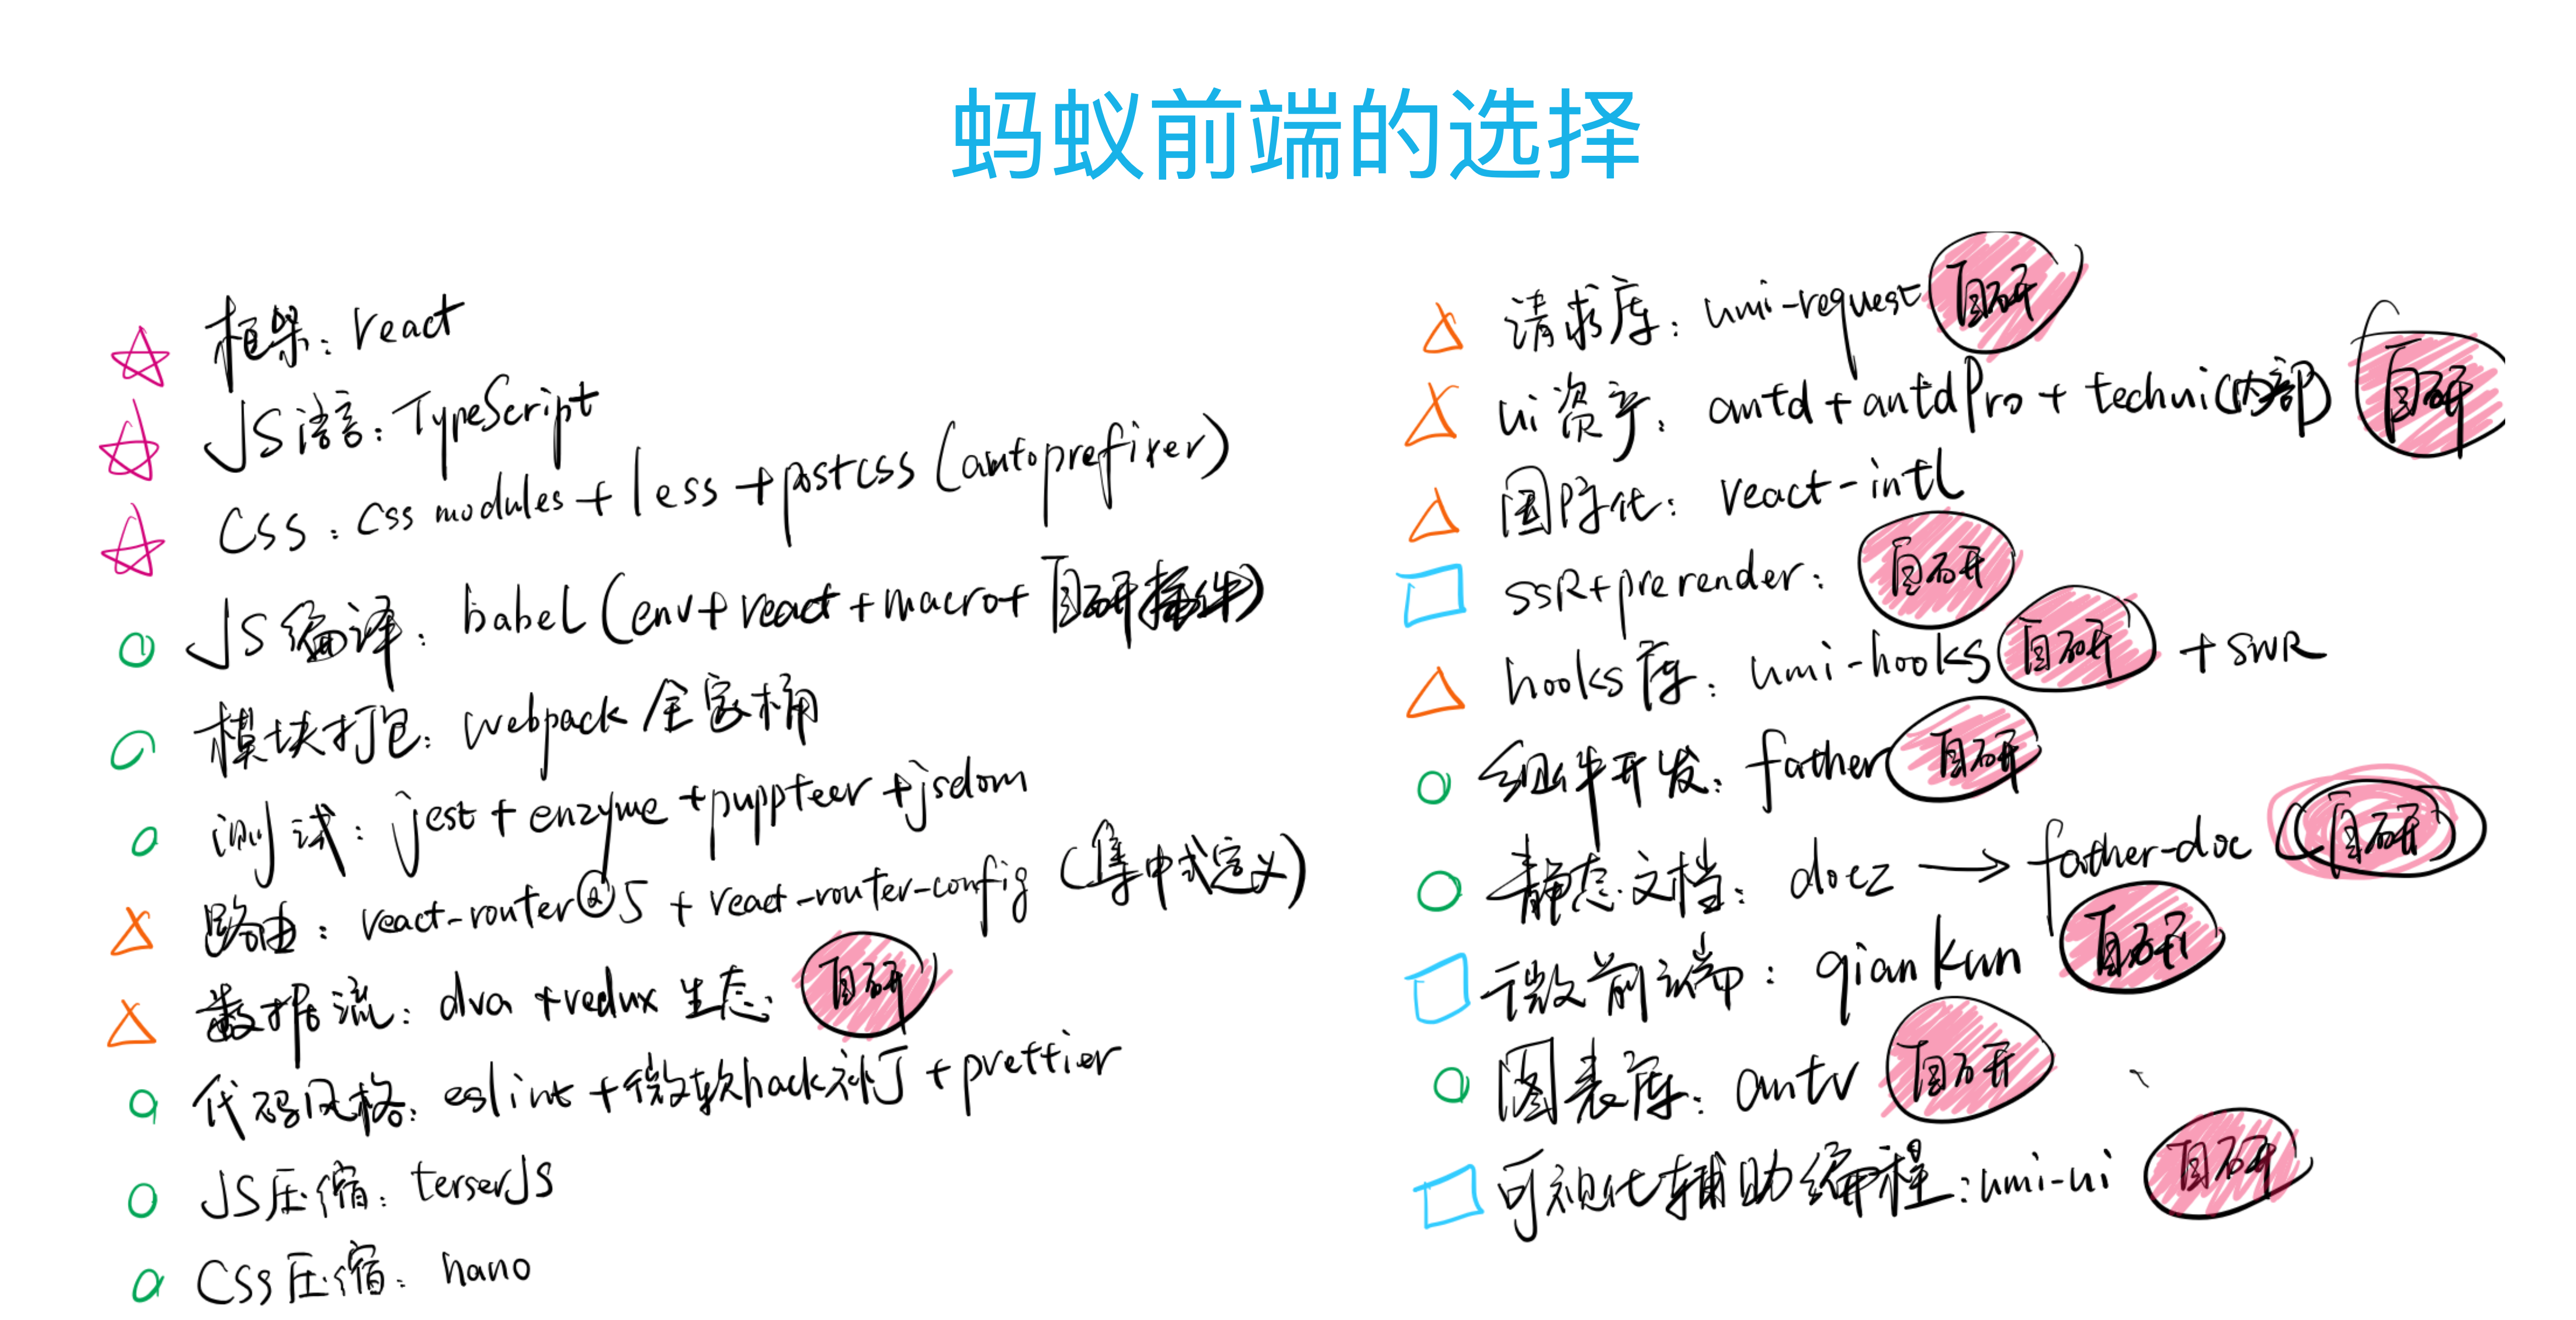 蚂蚁前端的选择
框架：react
JS语言：TypeScript
CSS：css modules + less + postcss (autoprefixer)
JS编译：babel (env + react + macro + 自研插件)
模块打包：webpack 全家桶
测试：jest + enzyme + puppteer + jsdom
路由：react-router@5 + react-router-config (集中式定义)
数据流：dva + redux 生态. 自研
代码风格：eslint + 微软hack补丁 + prettier
JS压缩：terserJS
CSS压缩：nano
请求库：umi-request 自研
ui资产：antd + antdPro + techui(内部) 自研
国际化：react-intl
SSR+prerender：自研
hooks库：umi-hooks 自研 + SWR
组件开发：father 自研
静态文档：docz → father-doc (自研)
微前端：qiankun 自研
图表库：antv 自研
可视化辅助编程：umi-ui 自研